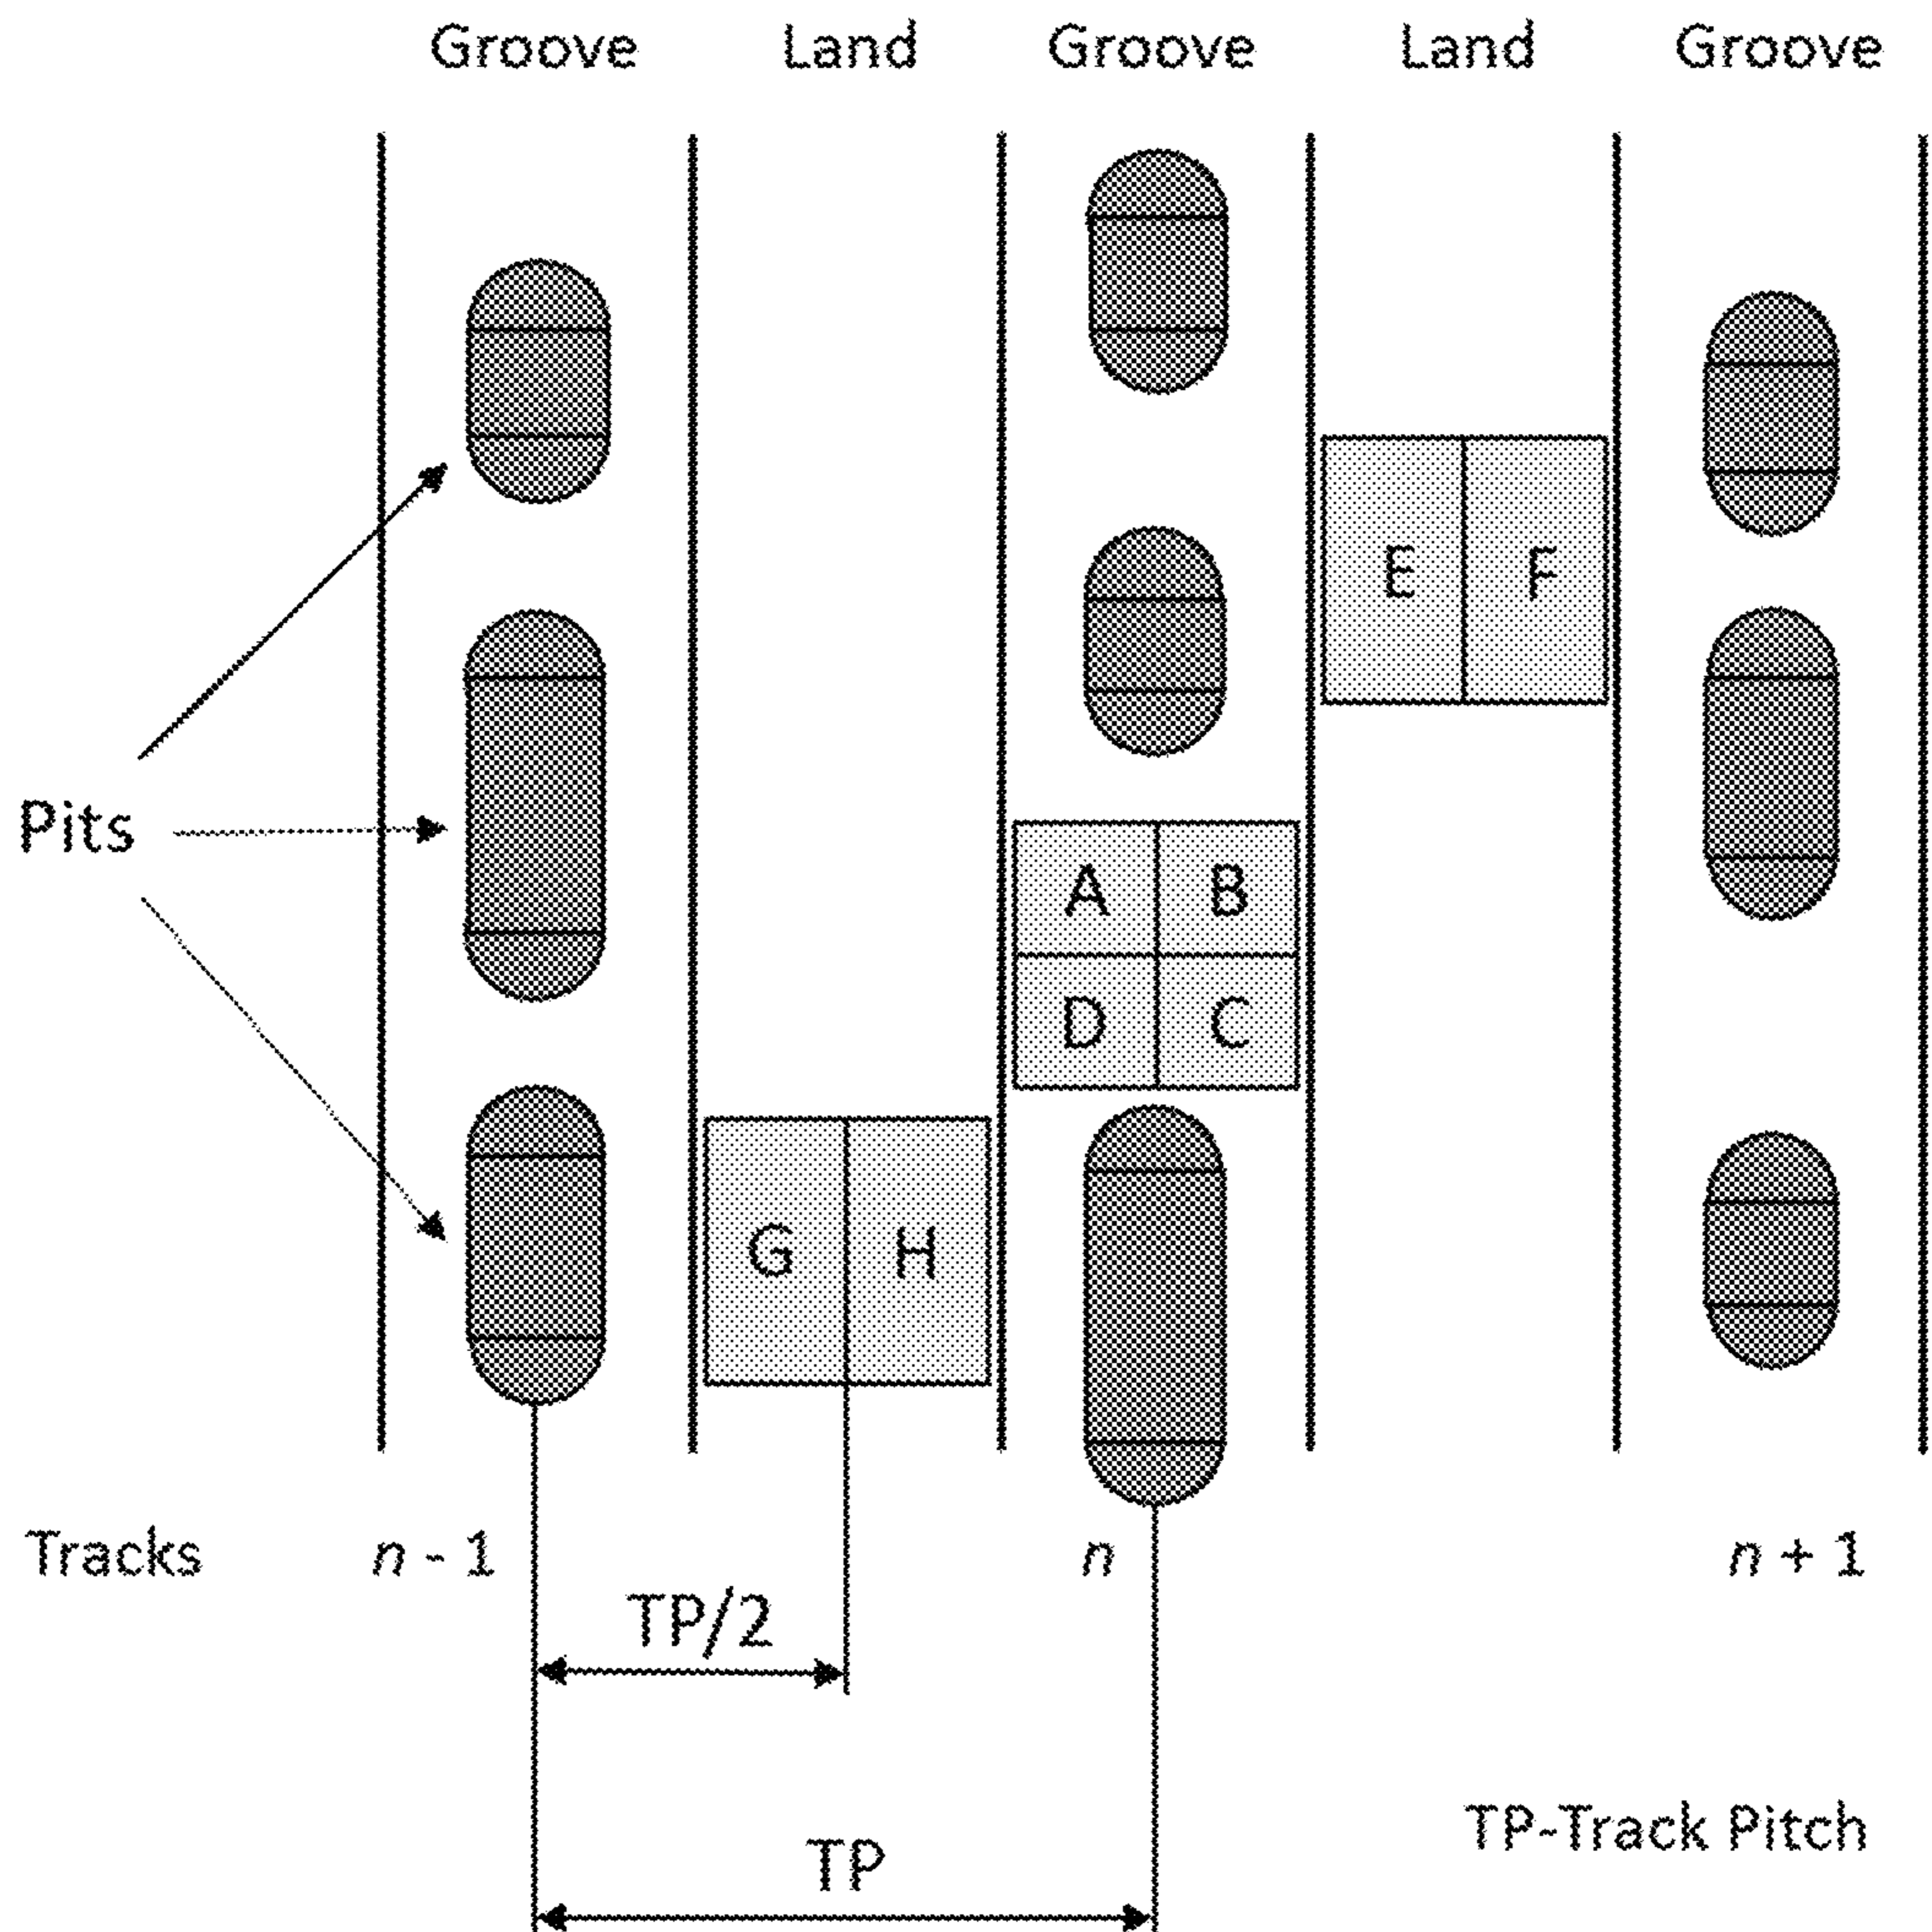 Groove Land Groove Land Groove
E F
Pits
A B
D C
G H
Tracks n - 1 n n + 1
TP/2
TP-Track Pitch
TP